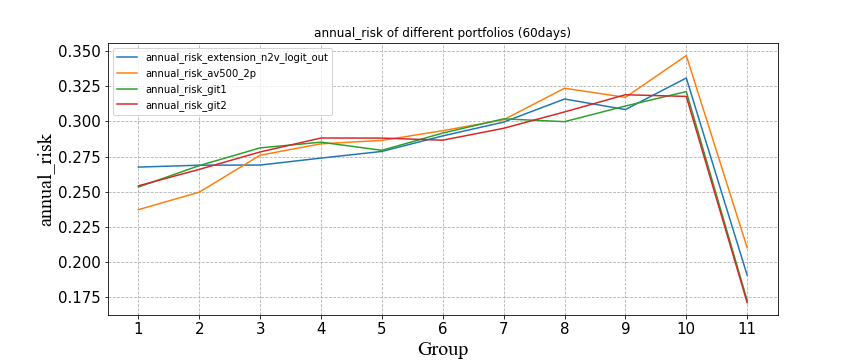 annual_risk of different portfolios (60days)
annual_risk_extension_n2v_logit_out
annual_risk_av500_2p
annual_risk_git1
annual_risk_git2
0.350
0.325
0.300
0.275
0.250
0.225
0.200
0.175
annual_risk
1 2 3 4 5 6 7 8 9 10 11
Group